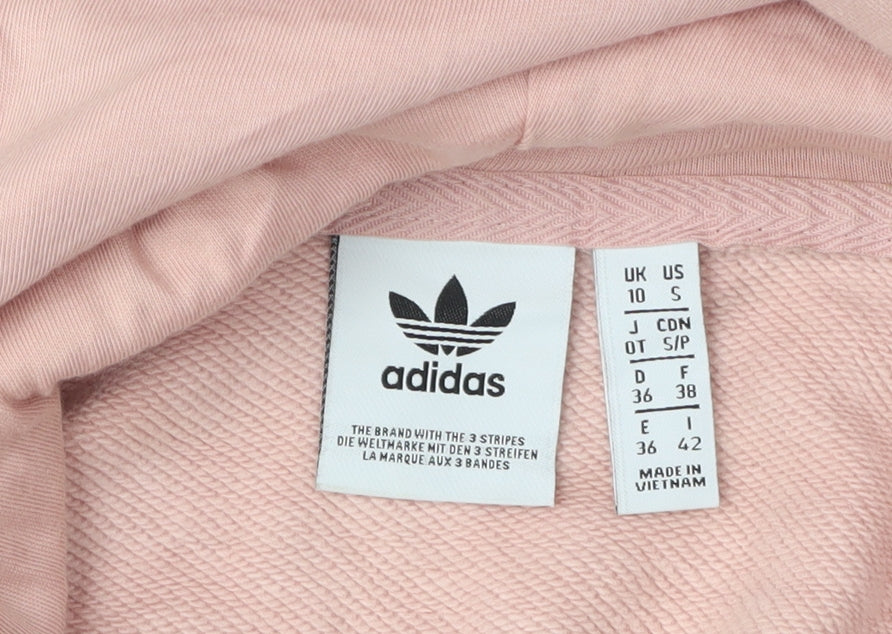 adidas
THE BRAND WITH THE 3 STRIPES
DIE WELTMARKE MIT DEN 3 STREIFEN
LA MARQUE AUX 3 BANDES
UK US
10 S
J CDN
OT S/P
D F
36 38
E I
36 42
MADE IN
VIETNAM